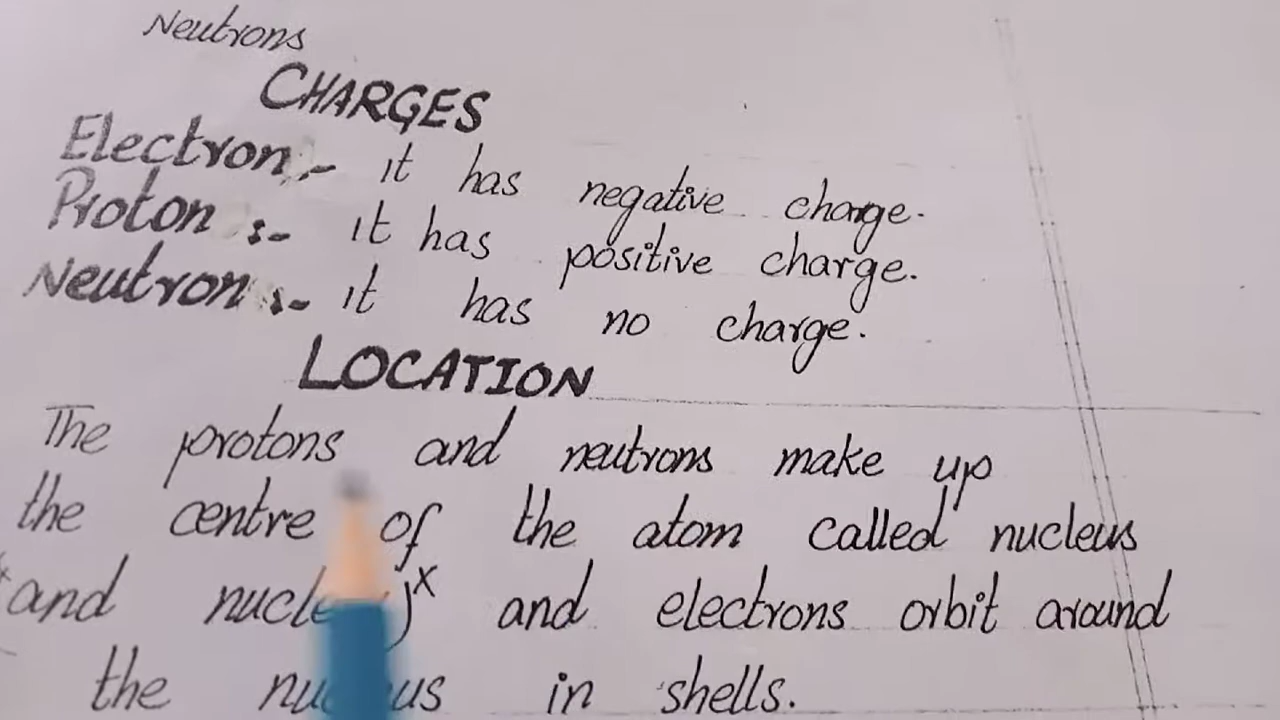 Neutrons
CHARGES
Electron :- it has negative charge.
Proton :- it has positive charge.
Neutron :- it has no charge.
LOCATION
The protons and neutrons make up
the centre of the atom called nucleus
and and electrons orbit around
the in shells.